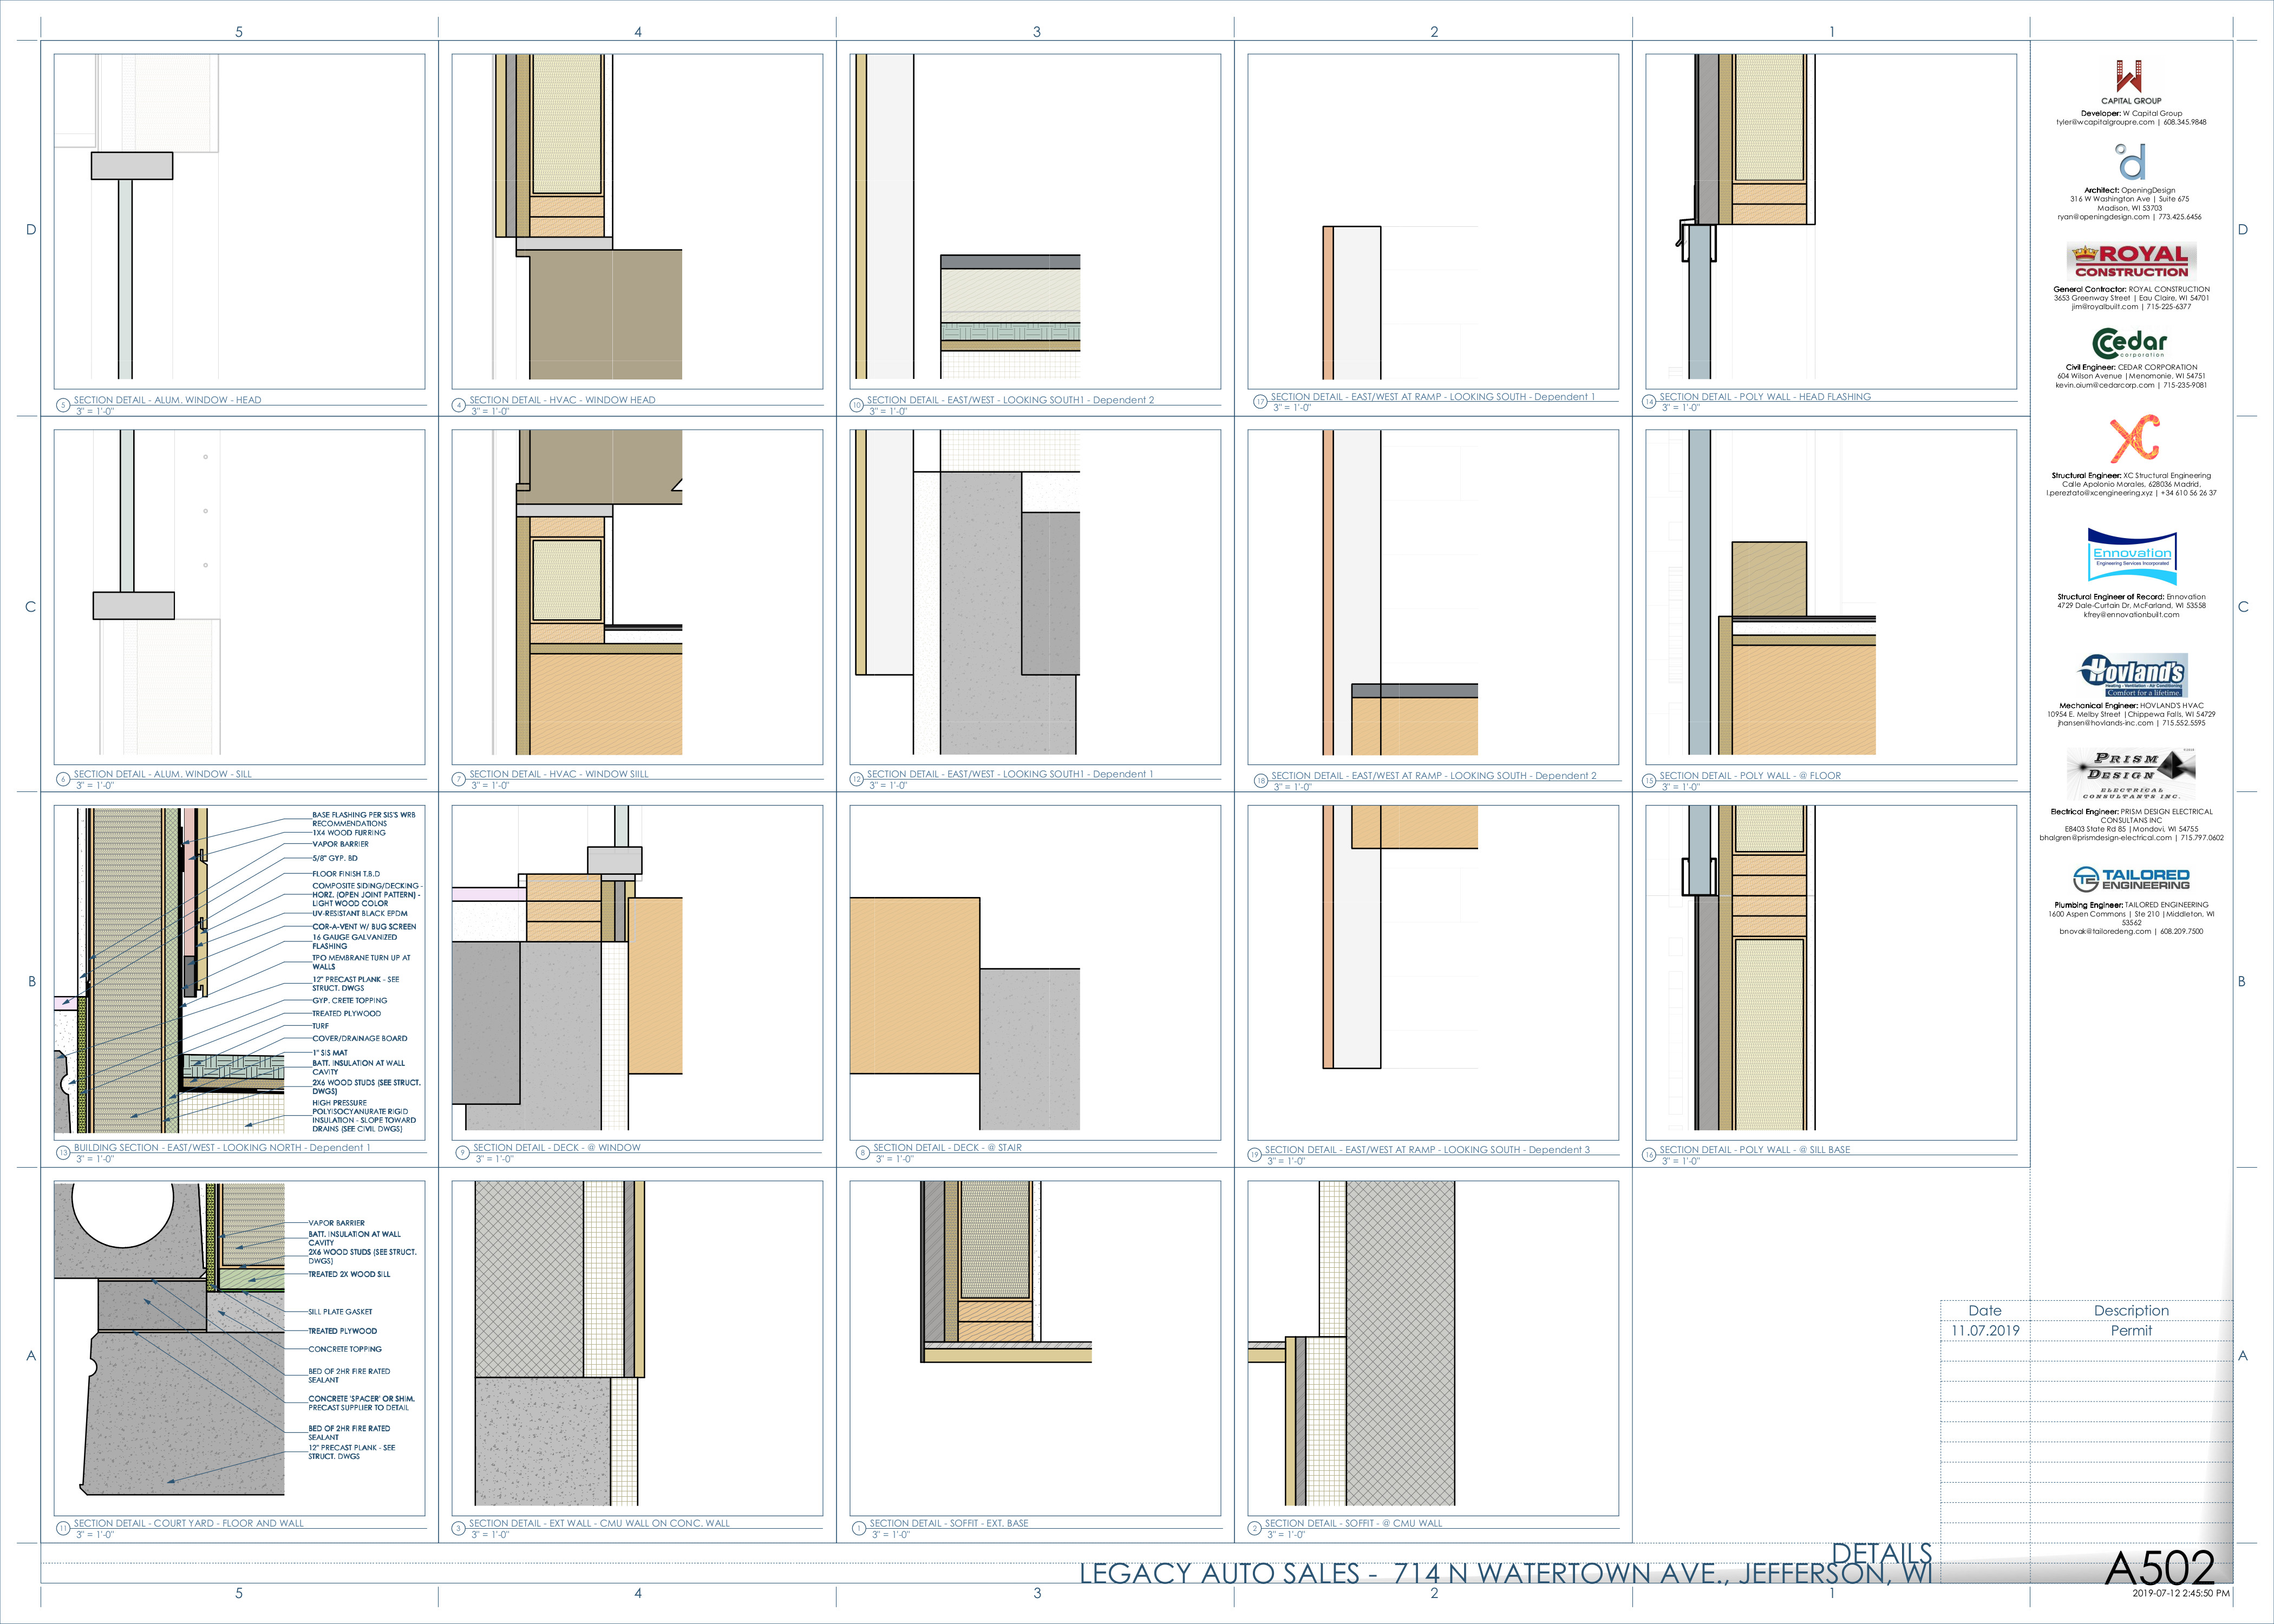 5
4
3
2
1
D
D
C
C
B
B
A
A
5 SECTION DETAIL - ALUM. WINDOW - HEAD
3" = 1'-0"
4 SECTION DETAIL - HVAC - WINDOW HEAD
3" = 1'-0"
10 SECTION DETAIL - EAST/WEST - LOOKING SOUTH1 - Dependent 2
3" = 1'-0"
17 SECTION DETAIL - EAST/WEST AT RAMP - LOOKING SOUTH - Dependent 1
3" = 1'-0"
14 SECTION DETAIL - POLY WALL - HEAD FLASHING
3" = 1'-0"
6 SECTION DETAIL - ALUM. WINDOW - SILL
3" = 1'-0"
7 SECTION DETAIL - HVAC - WINDOW SIILL
3" = 1'-0"
12 SECTION DETAIL - EAST/WEST - LOOKING SOUTH1 - Dependent 1
3" = 1'-0"
18 SECTION DETAIL - EAST/WEST AT RAMP - LOOKING SOUTH - Dependent 2
3" = 1'-0"
15 SECTION DETAIL - POLY WALL - @ FLOOR
3" = 1'-0"
BASE FLASHING PER SIS'S WRB
RECOMMENDATIONS
1X4 WOOD FURRING
VAPOR BARRIER
5/8" GYP. BD
FLOOR FINISH T.B.D
COMPOSITE SIDING/DECKING -
HORZ. (OPEN JOINT PATTERN) -
LIGHT WOOD COLOR
UV-RESISTANT BLACK EPDM
COR-A-VENT W/ BUG SCREEN
16 GAUGE GALVANIZED
FLASHING
TPO MEMBRANE TURN UP AT
WALLS
12" PRECAST PLANK - SEE
STRUCT. DWGS
GYP. CRETE TOPPING
TREATED PLYWOOD
TURF
COVER/DRAINAGE BOARD
1" SIS MAT
BATT. INSULATION AT WALL
CAVITY
2X6 WOOD STUDS (SEE STRUCT.
DWGS)
HIGH PRESSURE
POLYISOCYANURATE RIGID
INSULATION - SLOPE TOWARD
DRAINS (SEE CIVIL DWGS)
13 BUILDING SECTION - EAST/WEST - LOOKING NORTH - Dependent 1
3" = 1'-0"
9 SECTION DETAIL - DECK - @ WINDOW
3" = 1'-0"
8 SECTION DETAIL - DECK - @ STAIR
3" = 1'-0"
19 SECTION DETAIL - EAST/WEST AT RAMP - LOOKING SOUTH - Dependent 3
3" = 1'-0"
16 SECTION DETAIL - POLY WALL - @ SILL BASE
3" = 1'-0"
VAPOR BARRIER
BATT. INSULATION AT WALL
CAVITY
2X6 WOOD STUDS (SEE STRUCT.
DWGS)
TREATED 2X WOOD SILL
SILL PLATE GASKET
TREATED PLYWOOD
CONCRETE TOPPING
BED OF 2HR FIRE RATED
SEALANT
CONCRETE 'SPACER' OR SHIM.
PRECAST SUPPLIER TO DETAIL
BED OF 2HR FIRE RATED
SEALANT
12" PRECAST PLANK - SEE
STRUCT. DWGS
11 SECTION DETAIL - COURT YARD - FLOOR AND WALL
3" = 1'-0"
3 SECTION DETAIL - EXT WALL - CMU WALL ON CONC. WALL
3" = 1'-0"
1 SECTION DETAIL - SOFFIT - EXT. BASE
3" = 1'-0"
2 SECTION DETAIL - SOFFIT - @ CMU WALL
3" = 1'-0"
CAPITAL GROUP
Developer: W Capital Group
tyler@wcapitalgroupre.com | 608.345.9848
d
Architect: OpeningDesign
316 W Washington Ave | Suite 675
Madison, WI 53703
ryan@openingdesign.com | 773.425.6456
ROYAL
CONSTRUCTION
General Contractor: ROYAL CONSTRUCTION
3653 Greenway Street | Eau Claire, WI 54701
jim@royalbuilt.com | 715-225-6377
Cedar
corporation
Civil Engineer: CEDAR CORPORATION
604 Wilson Avenue |Menomonie, WI 54751
kevin.oium@cedarcorp.com | 715-235-9081
XC
Structural Engineer: XC Structural Engineering
Calle Apolonio Morales, 628036 Madrid,
l.pereztato@xcengineering.xyz | +34 610 56 26 37
Ennovation
Engineering Services Incorporated
Structural Engineer of Record: Ennovation
4729 Dale-Curtain Dr, McFarland, WI 53558
kfrey@ennovationbuilt.com
Hovland's
Heating - Ventilation - Air Conditioning
Comfort for a lifetime.
Mechanical Engineer: HOVLAND'S HVAC
10954 E. Melby Street |Chippewa Falls, WI 54729
jhansen@hovlands-inc.com | 715.552.5595
PRISM
DESIGN
ELECTRICAL
CONSULTANTS INC.
Electrical Engineer: PRISM DESIGN ELECTRICAL
CONSULTANS INC
E8403 State Rd 85 |Mondovi, WI 54755
bhalgren@prismdesign-electrical.com | 715.797.0602
TE TAILORED
ENGINEERING
Plumbing Engineer: TAILORED ENGINEERING
1600 Aspen Commons | Ste 210 |Middleton, WI
53562
bnovak@tailoredeng.com | 608.209.7500
Date Description
11.07.2019 Permit
DETAILS
LEGACY AUTO SALES - 714 N WATERTOWN AVE., JEFFERSON, WI
A502
2019-07-12 2:45:50 PM
5
4
3
2
1